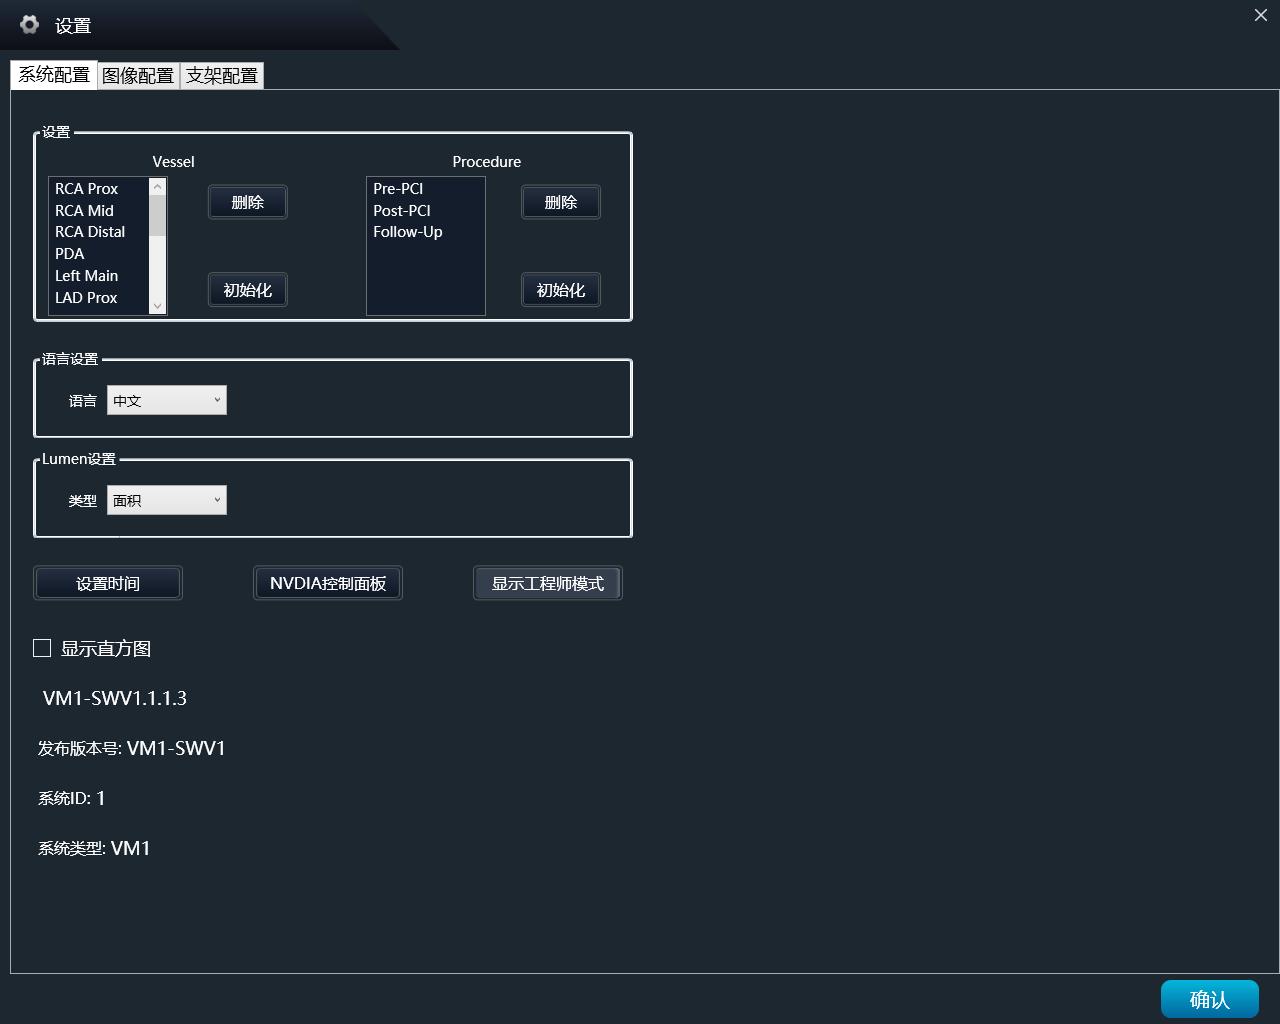 设置
系统配置 图像配置 支架配置
设置
Vessel Procedure
RCA Prox
RCA Mid
RCA Distal
PDA
Left Main
LAD Prox
删除
初始化
Pre-PCI
Post-PCI
Follow-Up
删除
初始化
语言设置
语言 中文
Lumen设置
类型 面积
设置时间 NVDIA控制面板 显示工程师模式
显示直方图
VM1-SWV1.1.1.3
发布版本号: VM1-SWV1
系统ID: 1
系统类型: VM1
确认